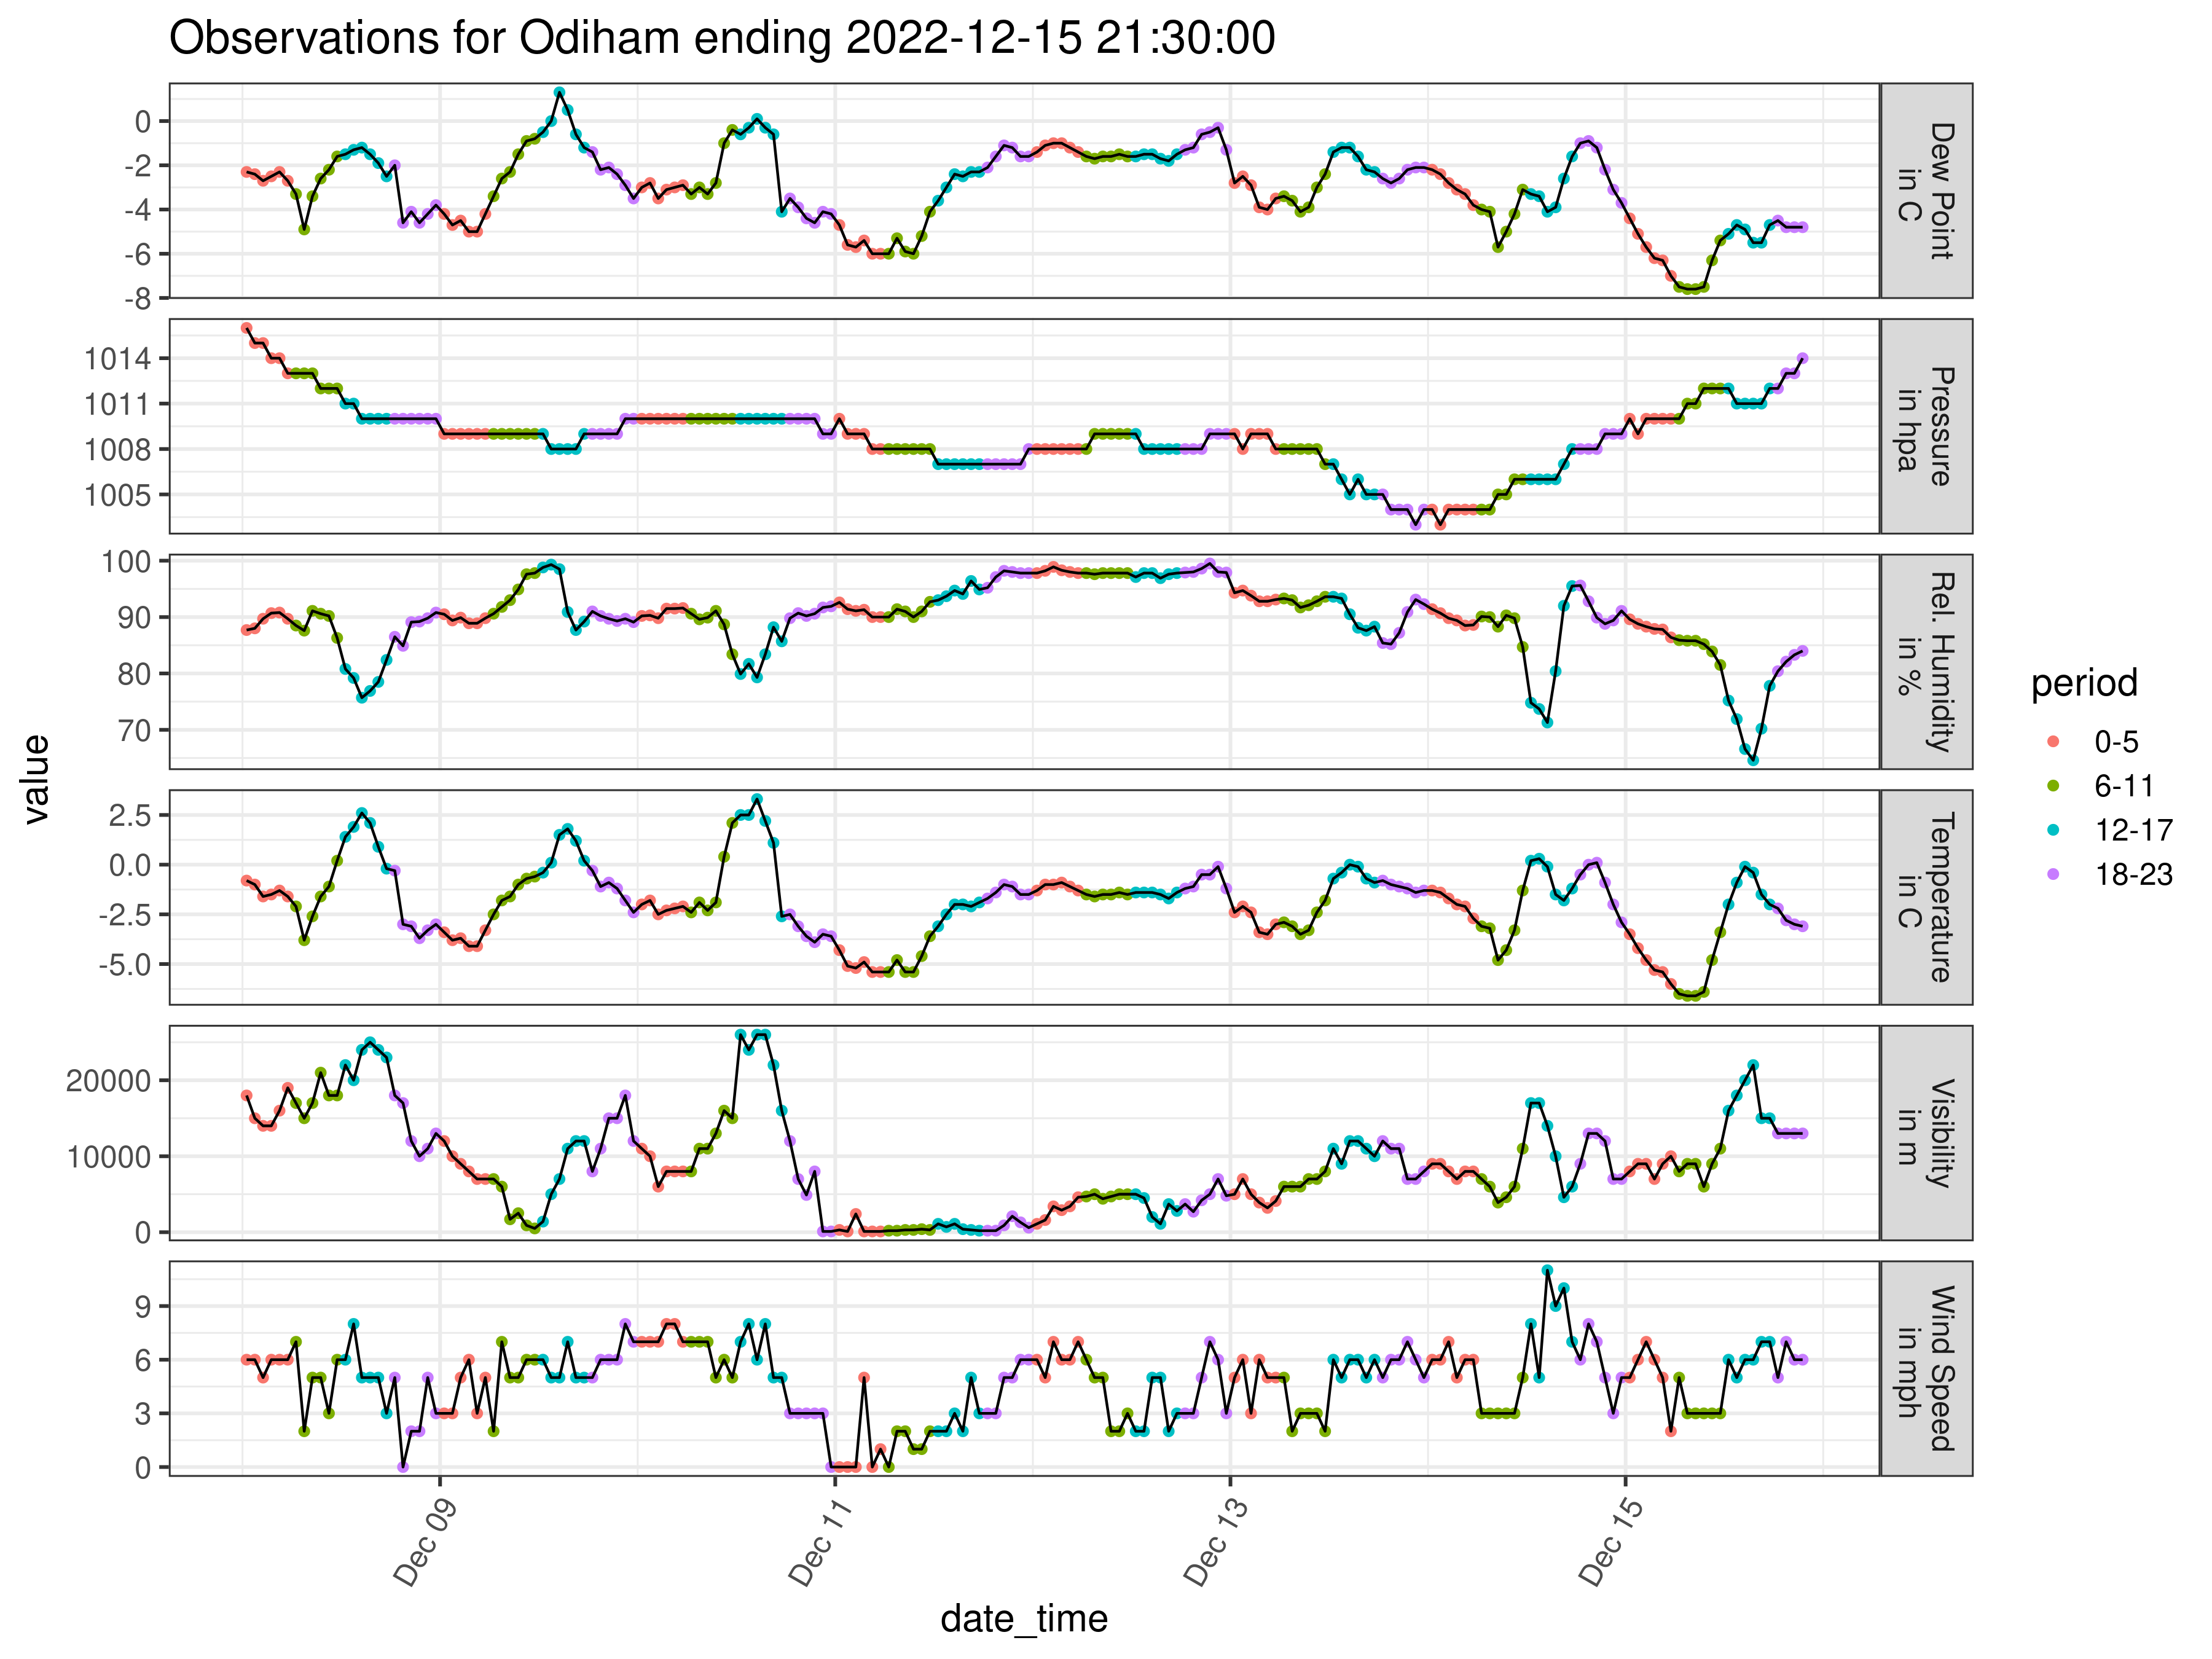 Observations for Odiham ending 2022-12-15 21:30:00
value
0
-2
-4
-6
-8
Dew Point
in C
1014
1011
1008
1005
Pressure
in hpa
100
90
80
70
Rel. Humidity
in %
2.5
0.0
-2.5
-5.0
Temperature
in C
20000
10000
0
Visibility
in m
9
6
3
0
Wind Speed
in mph
Dec 09
Dec 11
Dec 13
Dec 15
date_time
period
0-5
6-11
12-17
18-23